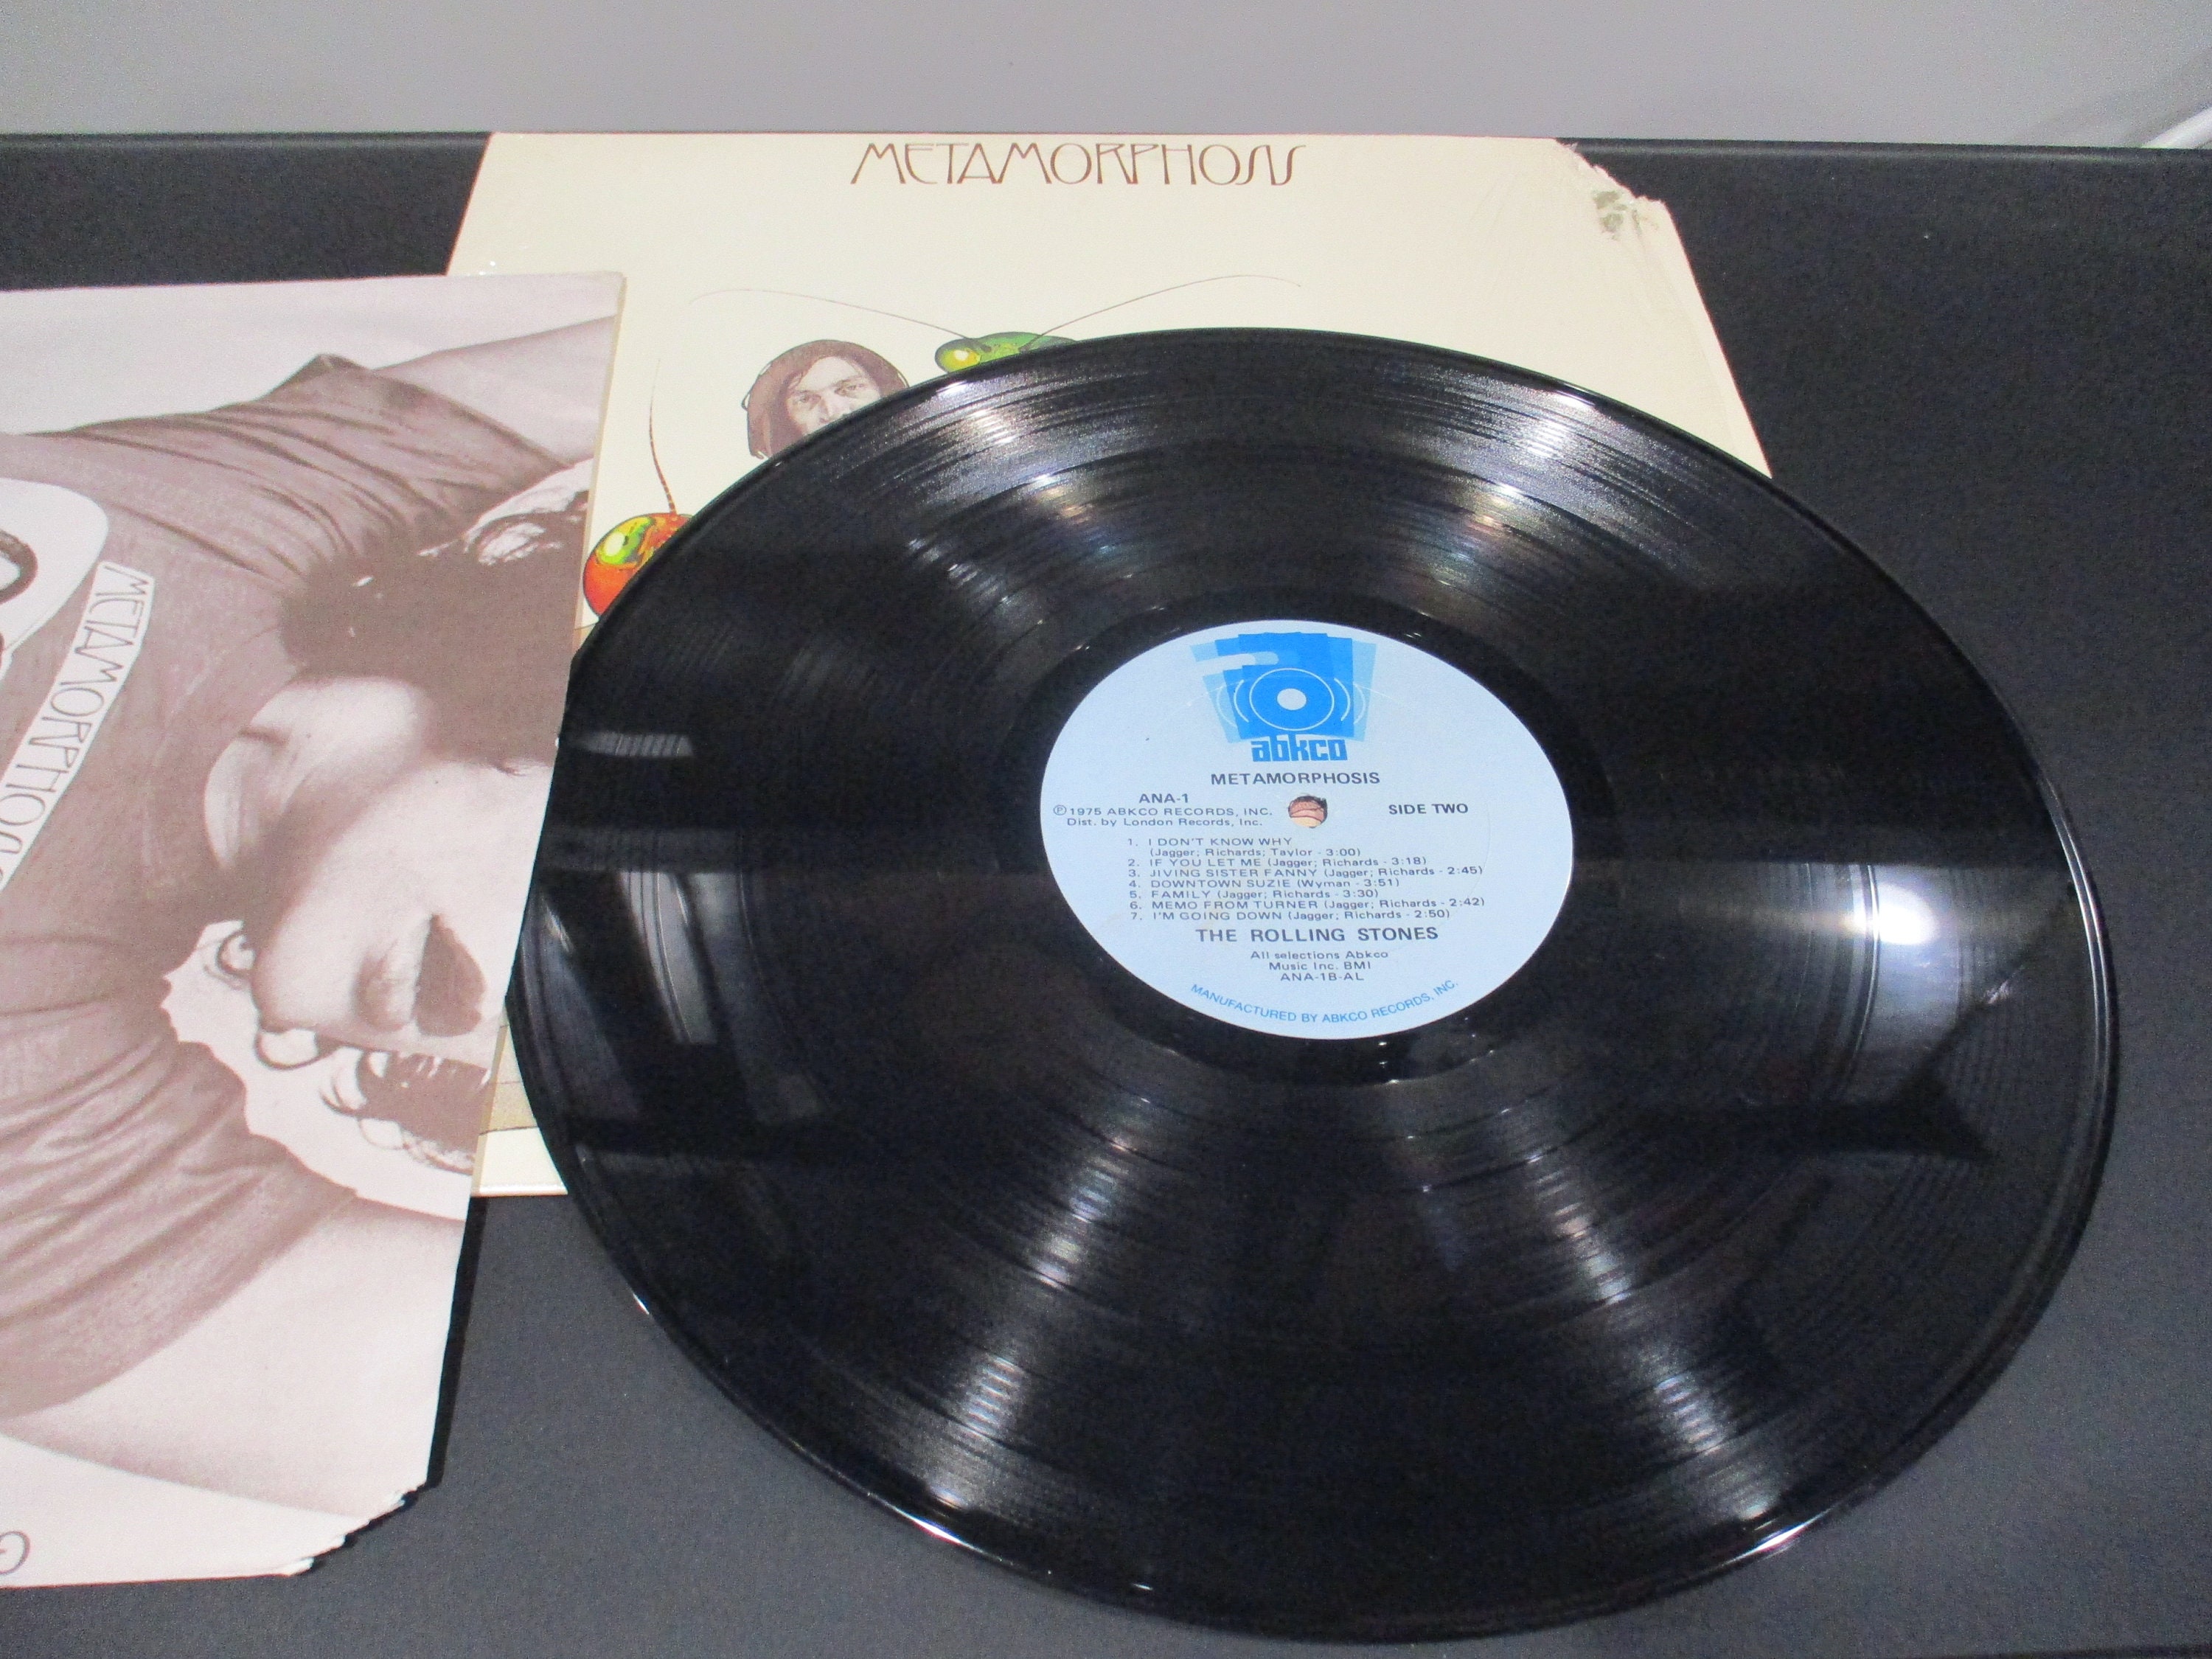 METAMORPHOSIS
METAMORPHOSIS
abkco
METAMORPHOSIS
ANA-1
℗ 1975 ABKCO RECORDS, INC.
Dist. by London Records, Inc.
SIDE TWO
1. I DON'T KNOW WHY
(Jagger; Richards; Taylor - 3:00)
2. IF YOU LET ME (Jagger; Richards - 3:18)
3. JIVING SISTER FANNY (Jagger; Richards - 2:45)
4. DOWNTOWN SUZIE (Wyman - 3:51)
5. FAMILY (Jagger; Richards - 3:30)
6. MEMO FROM TURNER (Jagger; Richards - 2:42)
7. I'M GOING DOWN (Jagger; Richards - 2:50)
THE ROLLING STONES
All selections Abkco
Music Inc. BMI
ANA-1B-AL
MANUFACTURED BY ABKCO RECORDS, INC.